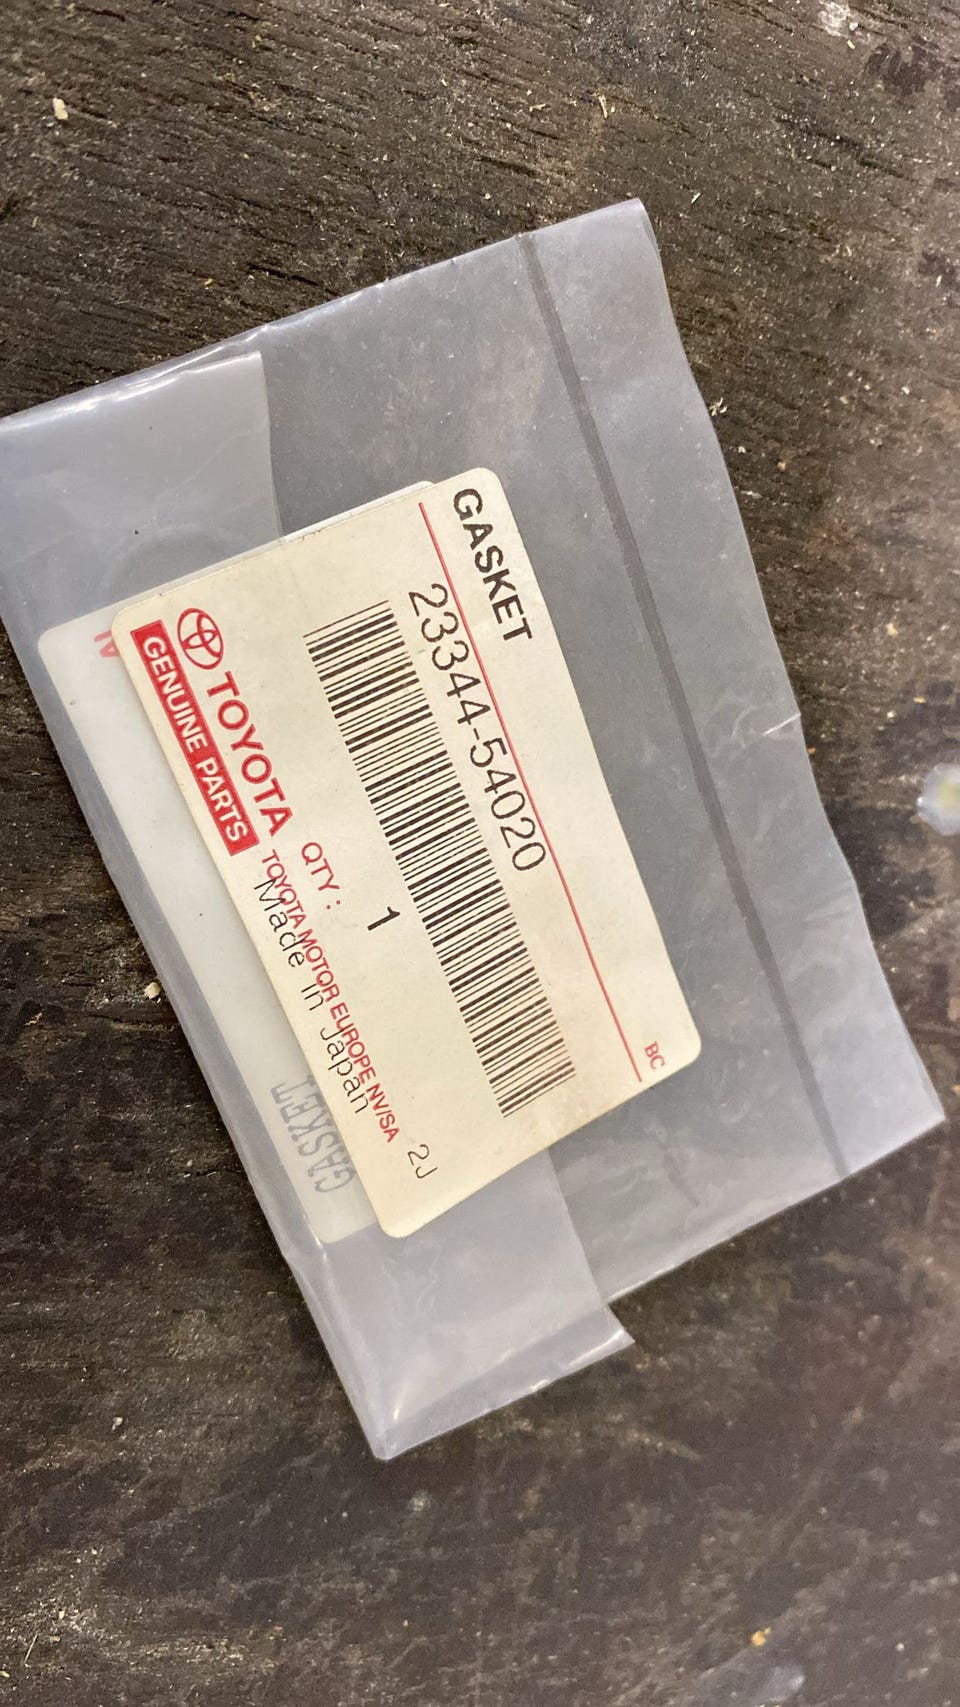 GASKET
BC
23344-54020
QTY : 1
TOYOTA
GENUINE PARTS
TOYOTA MOTOR EUROPE NV/SA
Made in Japan
2J
GASKET